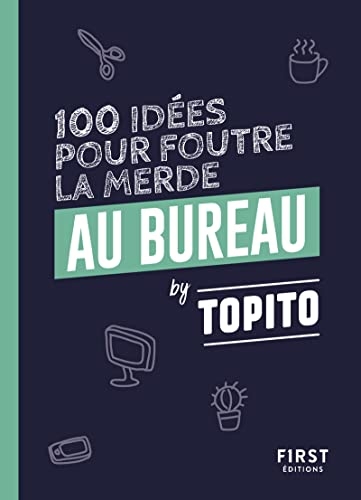 100 IDÉES
POUR FOUTRE
LA MERDE
AU BUREAU
by TOPITO
FIRST
ÉDITIONS